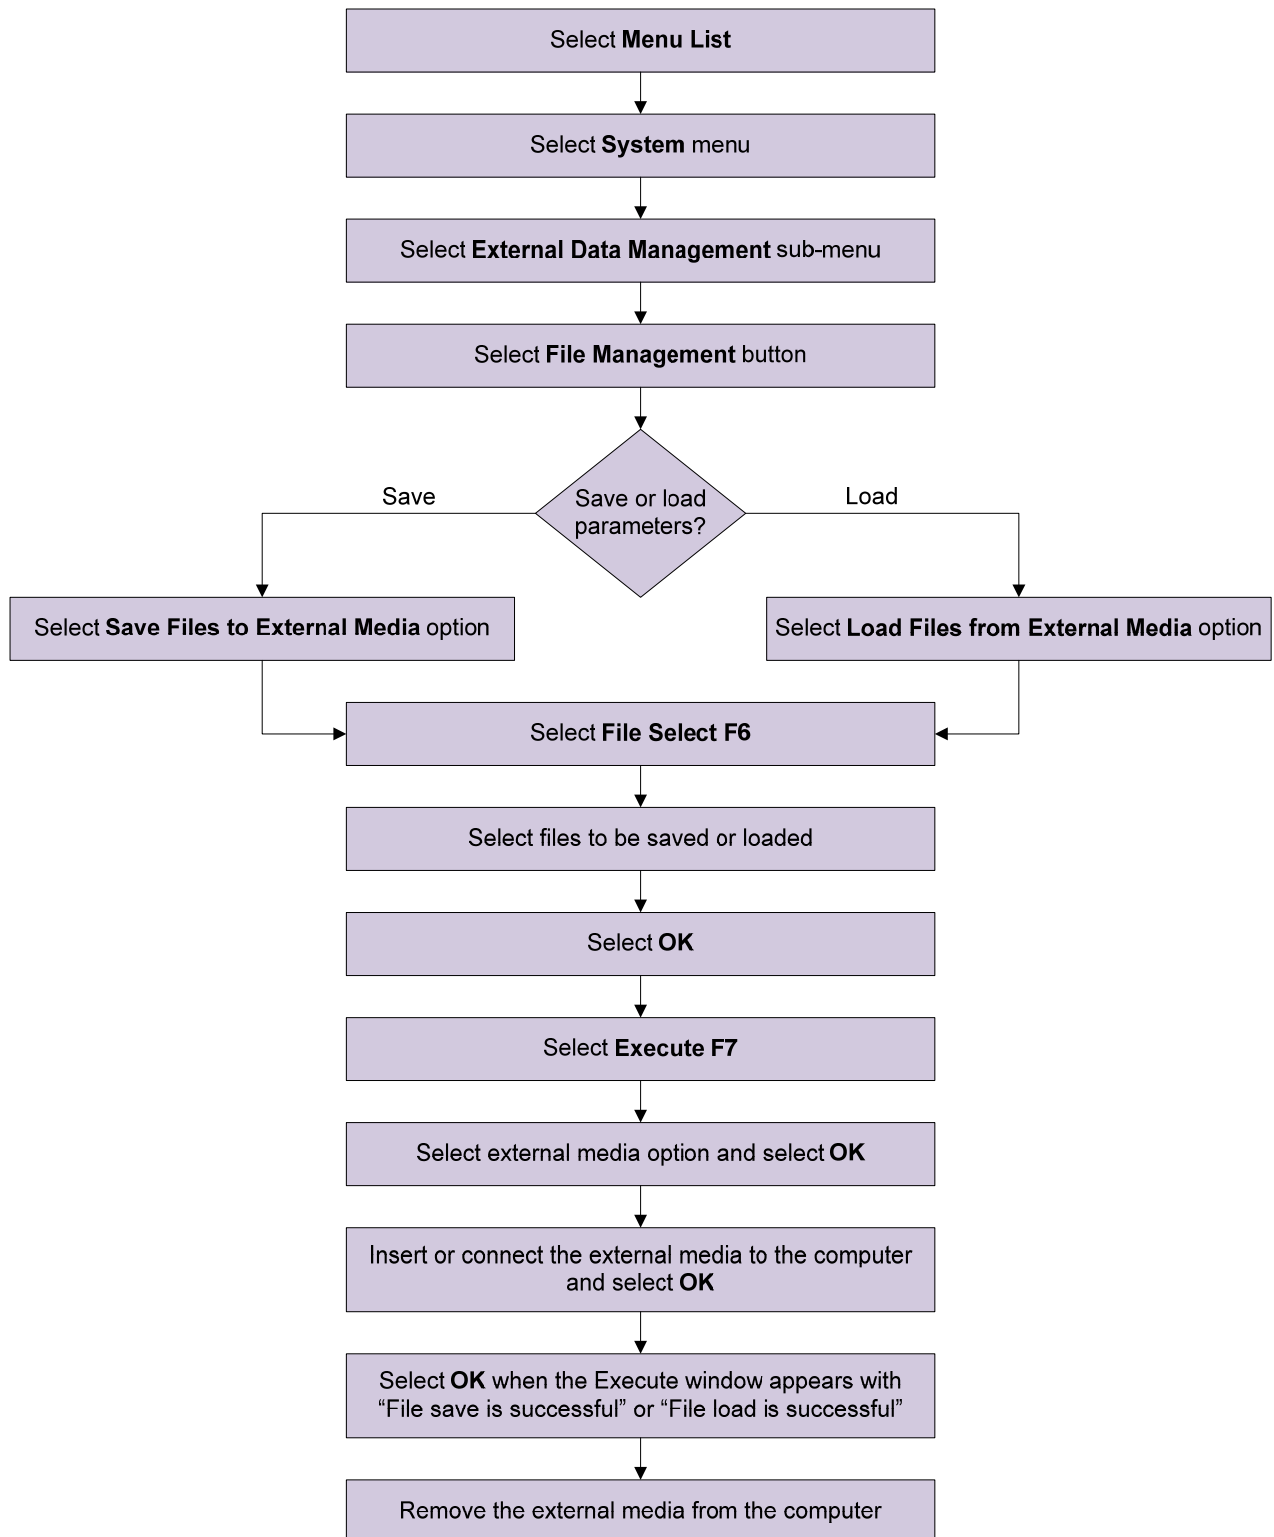 Select Menu List
Select System menu
Select External Data Management sub-menu
Select File Management button
Save or load
parameters?
Save
Load
Select Save Files to External Media option
Select Load Files from External Media option
Select File Select F6
Select files to be saved or loaded
Select OK
Select Execute F7
Select external media option and select OK
Insert or connect the external media to the computer
and select OK
Select OK when the Execute window appears with
“File save is successful” or “File load is successful”
Remove the external media from the computer